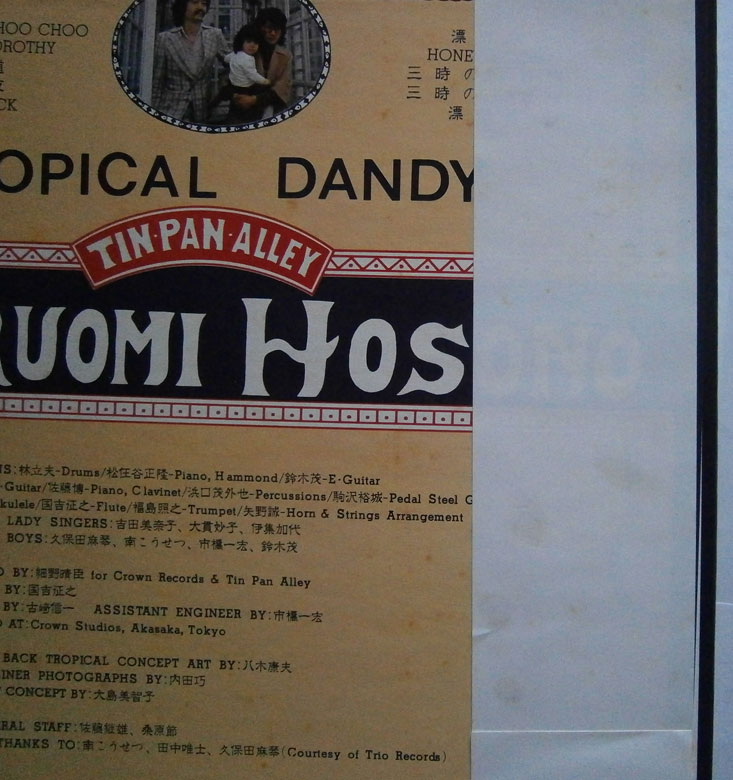 HOO CHOO
OROTHY
CK
漂
HONE
三時の
三時の
漂
OPICAL DANDY
TIN·PAN·ALLEY
RUOMI HOS
NS:林立夫-Drums/松任谷正隆-Piano, Hammond/鈴木茂-E·Guitar
-Guitar/佐藤博-Piano, Clavinet/浜口茂外也-Percussions/駒沢裕城-Pedal Steel G
kulele/国吉征之-Flute/福島照之-Trumpet/矢野誠-Horn & Strings Arrangement
LADY SINGERS:吉田美奈子、大貫妙子、伊集加代
BOYS:久保田麻琴、南こうせつ、市橿一宏、鈴木茂
D BY:細野晴臣 for Crown Records & Tin Pan Alley
BY:国吉征之
BY:古崎信一 ASSISTANT ENGINEER BY:市橿一宏
D AT:Crown Studios, Akasaka, Tokyo
BACK TROPICAL CONCEPT ART BY:八木康夫
INER PHOTOGRAPHS BY:内田巧
CONCEPT BY:大島美智子
RAL STAFF:佐藤継雄、桑原節
THANKS TO:南こうせつ、田中唯士、久保田麻琴(Courtesy of Trio Records)